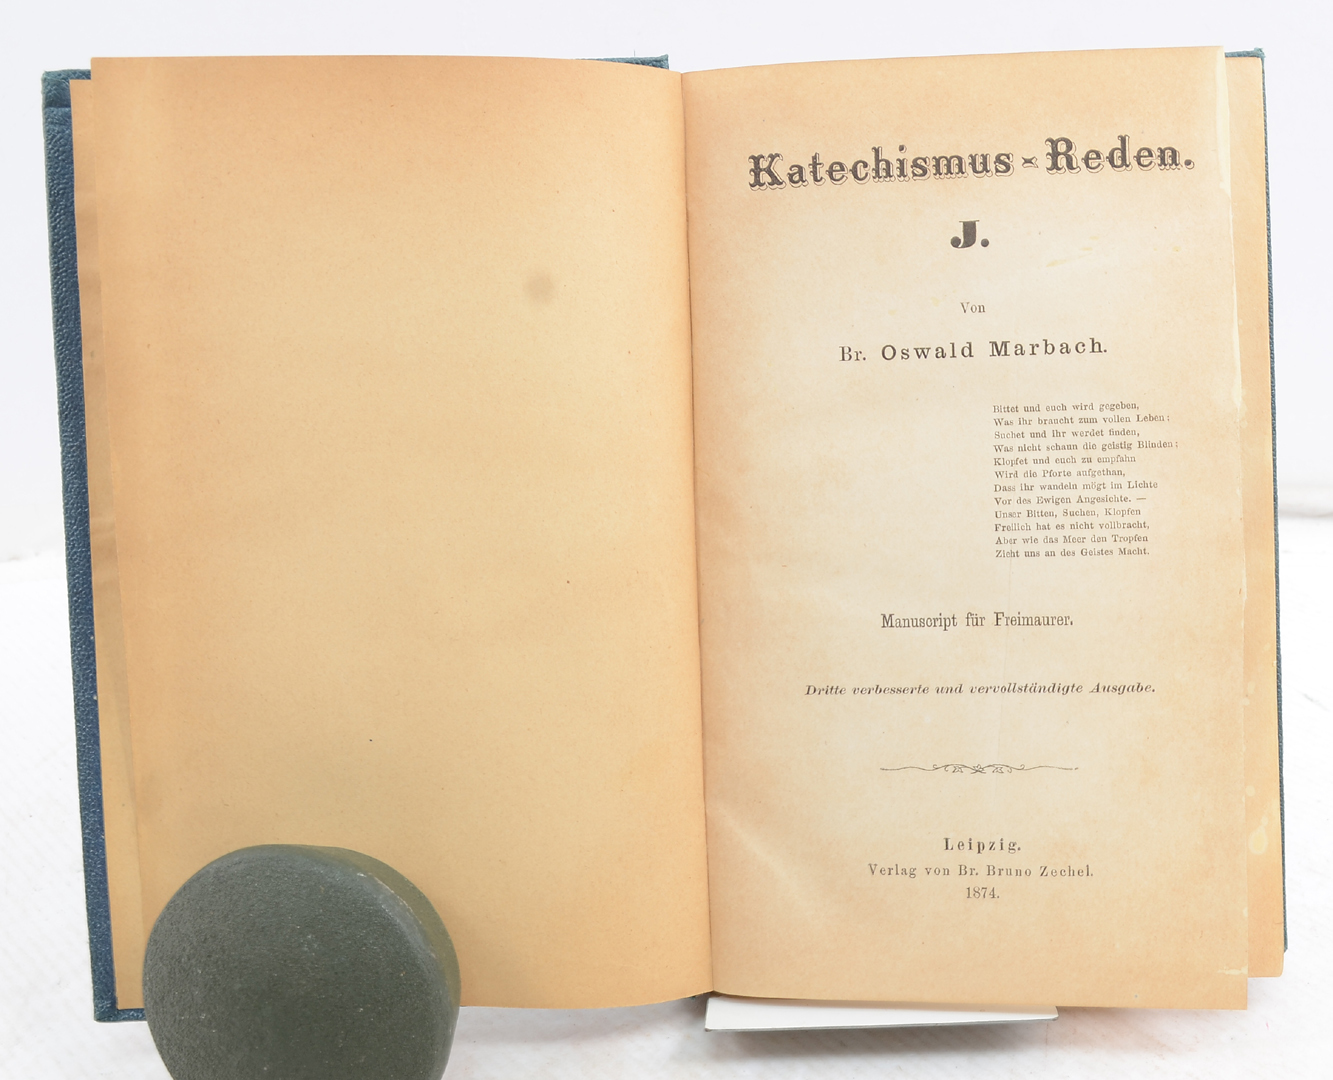 Katechismus-Reden.
J.
Von
Br. Oswald Marbach.
Bittet und euch wird gegeben,
Was ihr braucht zum vollen Leben;
Suchet und ihr werdet finden,
Was nicht schaun die geistig Blinden;
Klopfet und euch zu empfahn
Wird die Pforte aufgethan,
Dass ihr wandeln mögt im Lichte
Vor des Ewigen Angesichte. —
Unser Bitten, Suchen, Klopfen
Freilich hat es nicht vollbracht,
Aber wie das Meer den Tropfen
Zieht uns an des Geistes Macht.
Manuscript für Freimaurer.
Dritte verbesserte und vervollständigte Ausgabe.
Leipzig.
Verlag von Br. Bruno Zechel.
1874.